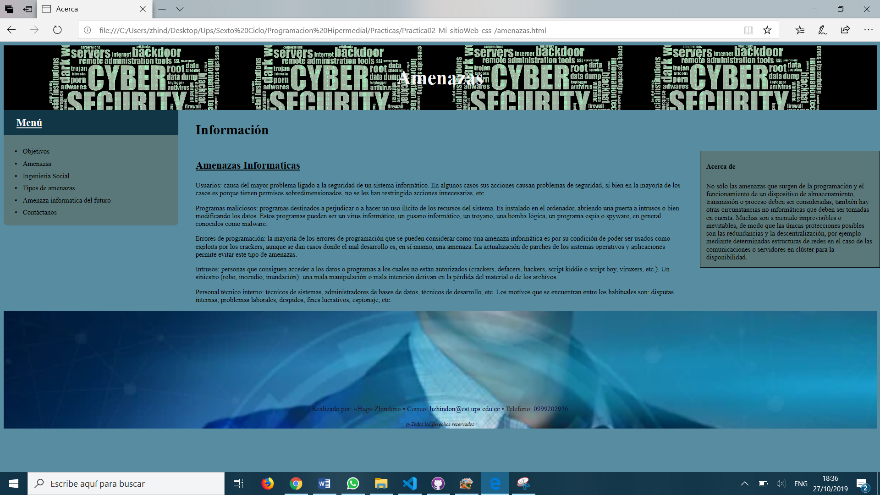 Acerca
file:///C:/Users/zhind/Desktop/Ups/Sexto%20Ciclo/Programacion%20Hipermedial/Practicas/Practica02-Mi-sitioWeb-css-/amenazas.html
Amenazas
Menú
Objetivos
Amenazas
Ingenieria Social
Tipos de amenazas
Amenaza informatica del futuro
Contáctanos
Información
Amenazas Informaticas
Usuarios: causa del mayor problema ligado a la seguridad de un sistema informático. En algunos casos sus acciones causan problemas de seguridad, si bien en la mayoría de los
casos es porque tienen permisos sobredimensionados, no se les han restringido acciones innecesarias, etc.
Programas maliciosos: programas destinados a perjudicar o a hacer un uso ilícito de los recursos del sistema. Es instalado en el ordenador, abriendo una puerta a intrusos o bien
modificando los datos. Estos programas pueden ser un virus informático, un gusano informático, un troyano, una bomba lógica, un programa espía o spyware, en general
conocidos como malware.
Errores de programación: la mayoría de los errores de programación que se pueden considerar como una amenaza informática es por su condición de poder ser usados como
exploits por los crackers, aunque se dan casos donde el mal desarrollo es, en sí mismo, una amenaza. La actualización de parches de los sistemas operativos y aplicaciones
permite evitar este tipo de amenazas.
Intrusos: personas que consiguen acceder a los datos o programas a los cuales no están autorizados (crackers, defacers, hackers, script kiddie o script boy, viruxers, etc.). Un
siniestro (robo, incendio, inundación): una mala manipulación o mala intención derivan en la pérdida del material o de los archivos.
Personal técnico interno: técnicos de sistemas, administradores de bases de datos, técnicos de desarrollo, etc. Los motivos que se encuentran entre los habituales son: disputas
internas, problemas laborales, despidos, fines lucrativos, espionaje, etc.
Acerca de
No solo las amenazas que surgen de la programación y el
funcionamiento de un dispositivo de almacenamiento,
transmisión o proceso deben ser consideradas, también hay
otras circunstancias no informáticas que deben ser tomadas
en cuenta. Muchas son a menudo imprevisibles o
inevitables, de modo que las únicas protecciones posibles
son las redundancias y la descentralización, por ejemplo
mediante determinadas estructuras de redes en el caso de las
comunicaciones o servidores en clúster para la
disponibilidad.
Todos los derechos reservados
Escribe aquí para buscar
ENG
18:36
27/10/2019
2